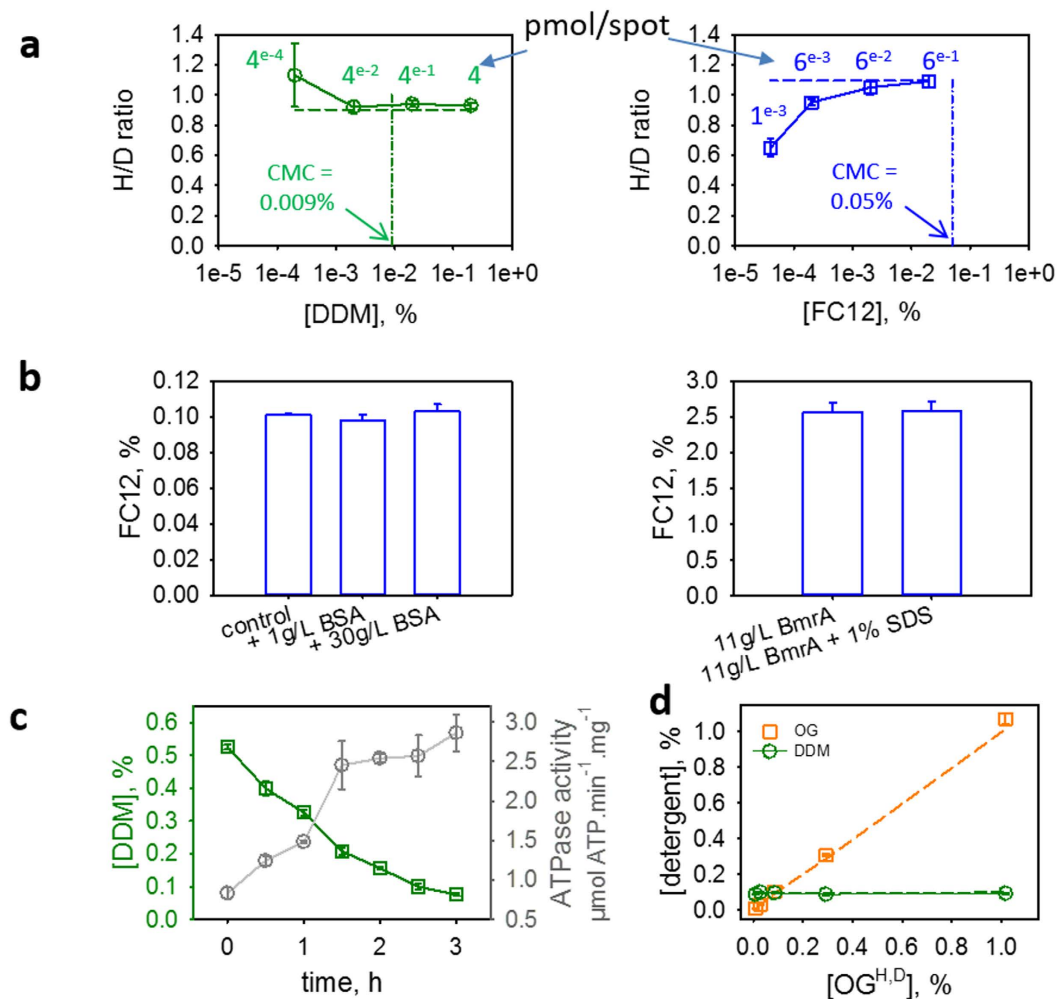 a
pmol/spot
H/D ratio
1.4
1.2
1.0
0.8
0.6
0.4
0.2
0.0
4e-4
4e-2
4e-1
4
CMC =
0.009%
1e-5 1e-4 1e-3 1e-2 1e-1 1e+0
[DDM], %
H/D ratio
1.4
1.2
1.0
0.8
0.6
0.4
0.2
0.0
6e-3
6e-2
6e-1
1e-3
CMC =
0.05%
1e-5 1e-4 1e-3 1e-2 1e-1 1e+0
[FC12], %
b
FC12, %
0.12
0.10
0.08
0.06
0.04
0.02
0.00
control
+ 1g/L BSA
+ 30g/L BSA
FC12, %
3.0
2.5
2.0
1.5
1.0
0.5
0.0
11g/L BmrA
11g/L BmrA + 1% SDS
c
[DDM], %
0.6
0.5
0.4
0.3
0.2
0.1
0.0
3.0
2.5
2.0
1.5
1.0
0.5
ATPase activity
µmol ATP.min-1.mg-1
0 1 2 3
time, h
d
[detergent], %
1.0
0.8
0.6
0.4
0.2
0.0
OG
DDM
0.0 0.2 0.4 0.6 0.8 1.0
[OGH,D], %